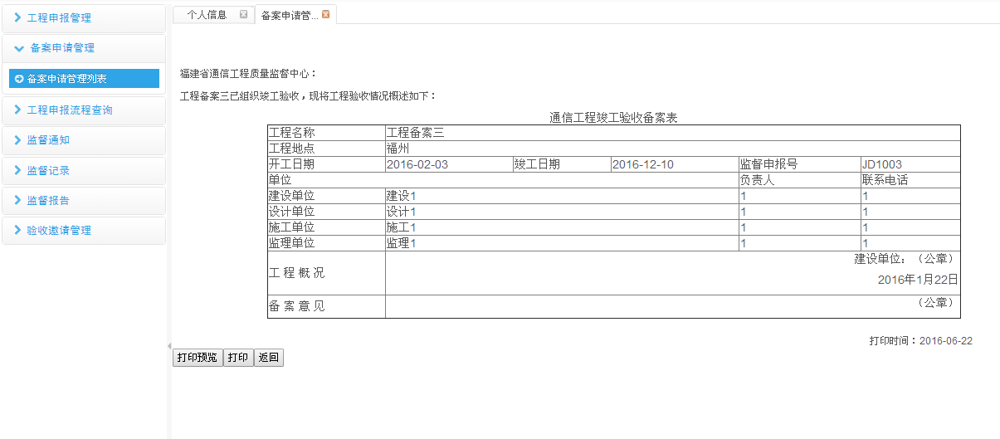 工程申报管理
备案申请管理
备案申请管理列表
工程申报流程查询
监督通知
监督记录
监督报告
验收邀请管理
个人信息
备案申请管...
福建省通信工程质量监督中心：
工程备案三已组织竣工验收，现将工程验收情况概述如下：
通信工程竣工验收备案表
工程名称 工程备案三
工程地点 福州
开工日期 2016-02-03 竣工日期 2016-12-10 监督申报号 JD1003
单位 负责人 联系电话
建设单位 建设1 1 1
设计单位 设计1 1 1
施工单位 施工1 1 1
监理单位 监理1 1 1
工 程 概 况
建设单位：（公章）
2016年1月22日
备 案 意 见
（公章）
打印时间：2016-06-22
打印预览 打印 返回